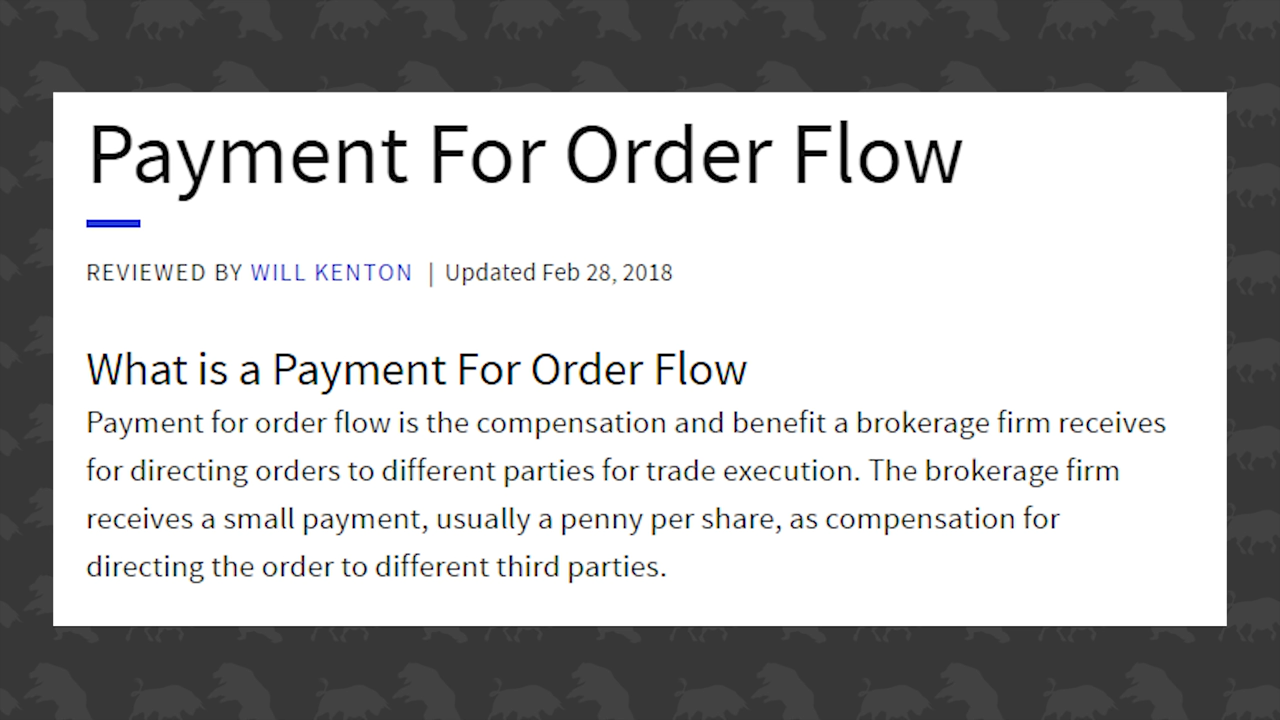 Payment For Order Flow
REVIEWED BY WILL KENTON | Updated Feb 28, 2018
What is a Payment For Order Flow
Payment for order flow is the compensation and benefit a brokerage firm receives
for directing orders to different parties for trade execution. The brokerage firm
receives a small payment, usually a penny per share, as compensation for
directing the order to different third parties.